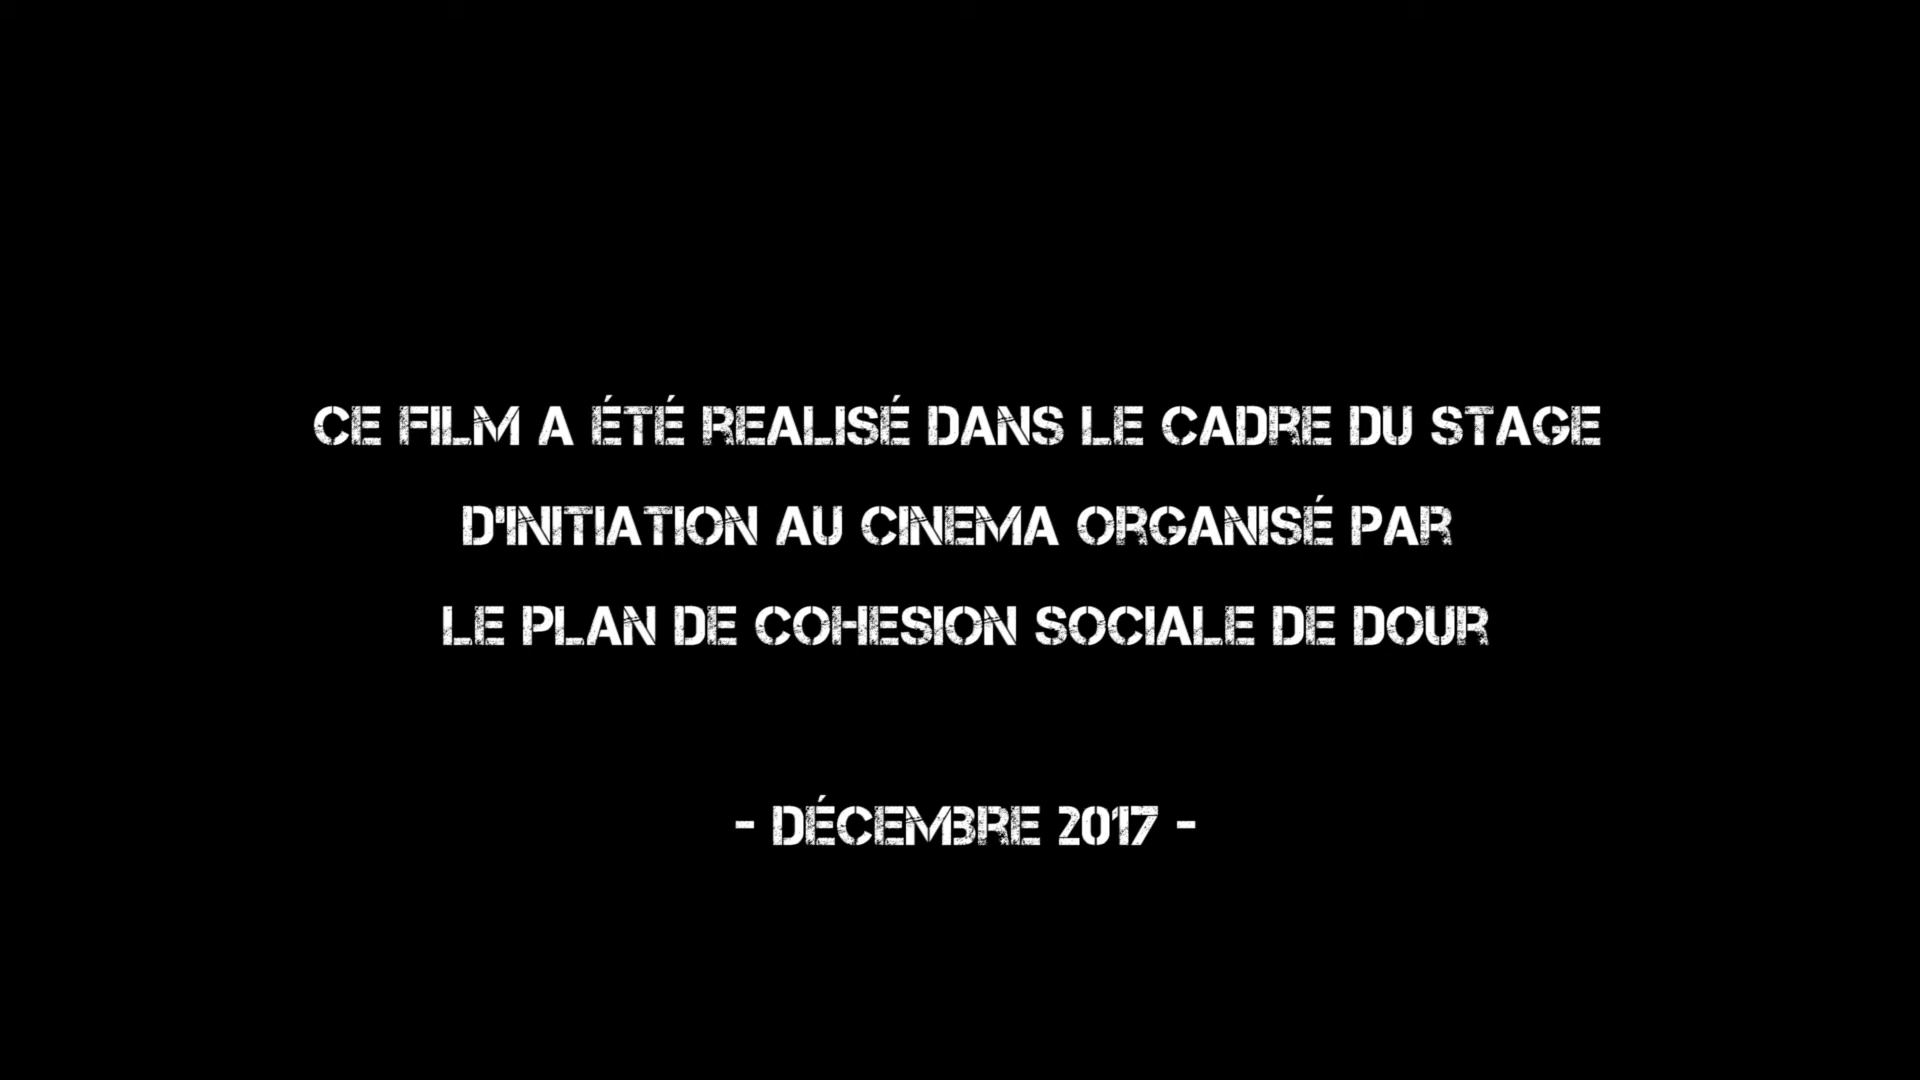 CE FILM A ÉTÉ REALISÉ DANS LE CADRE DU STAGE
D'INITIATION AU CINEMA ORGANISÉ PAR
LE PLAN DE COHESION SOCIALE DE DOUR
- DÉCEMBRE 2017 -